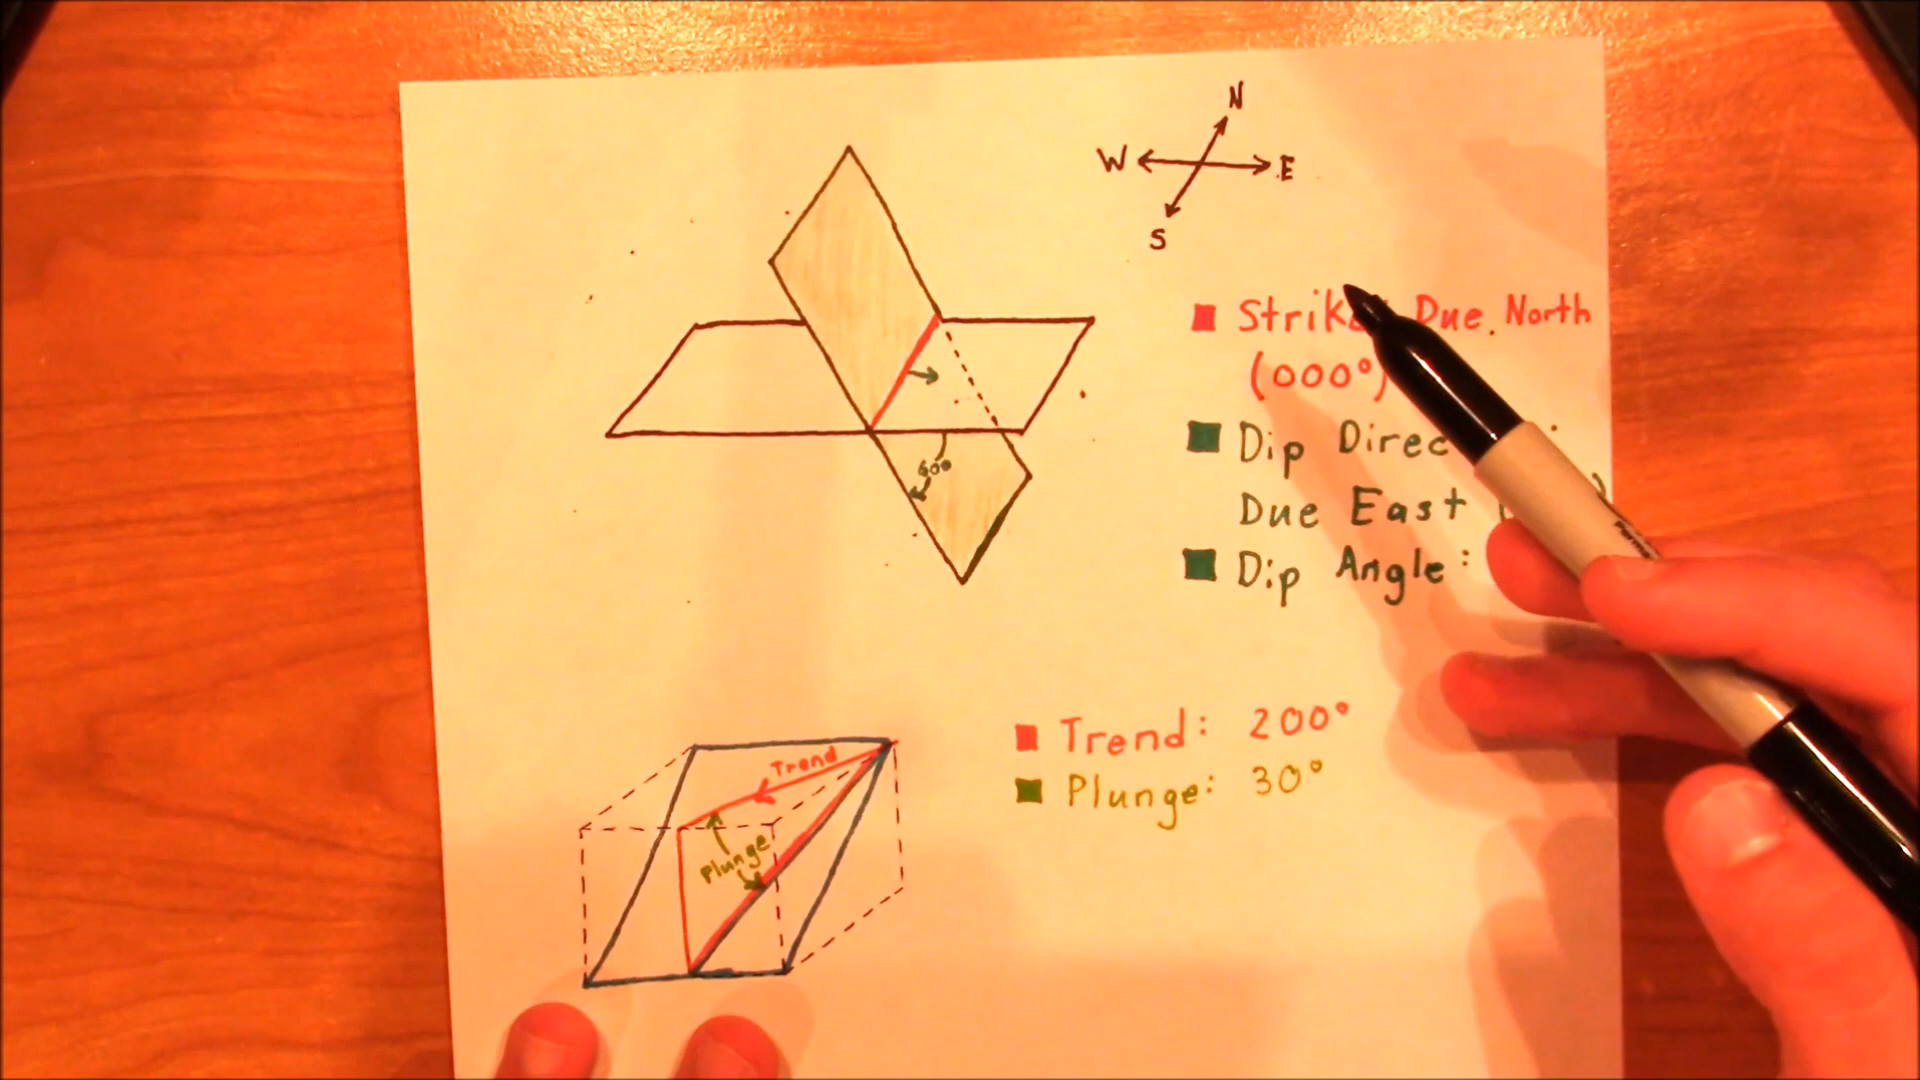 N
W E
S
Strike: Due North
(000°)
Dip Direc
Due East (
60°
Dip Angle:
Trend: 200°
Trend
Plunge: 30°
Plunge